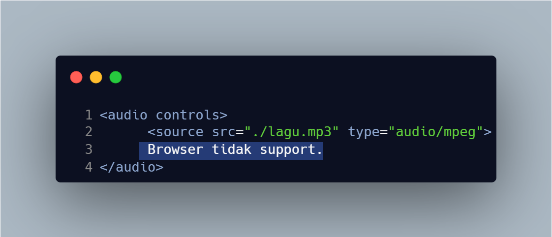 1 <audio controls>
2 <source src="./lagu.mp3" type="audio/mpeg">
3 Browser tidak support.
4 </audio>